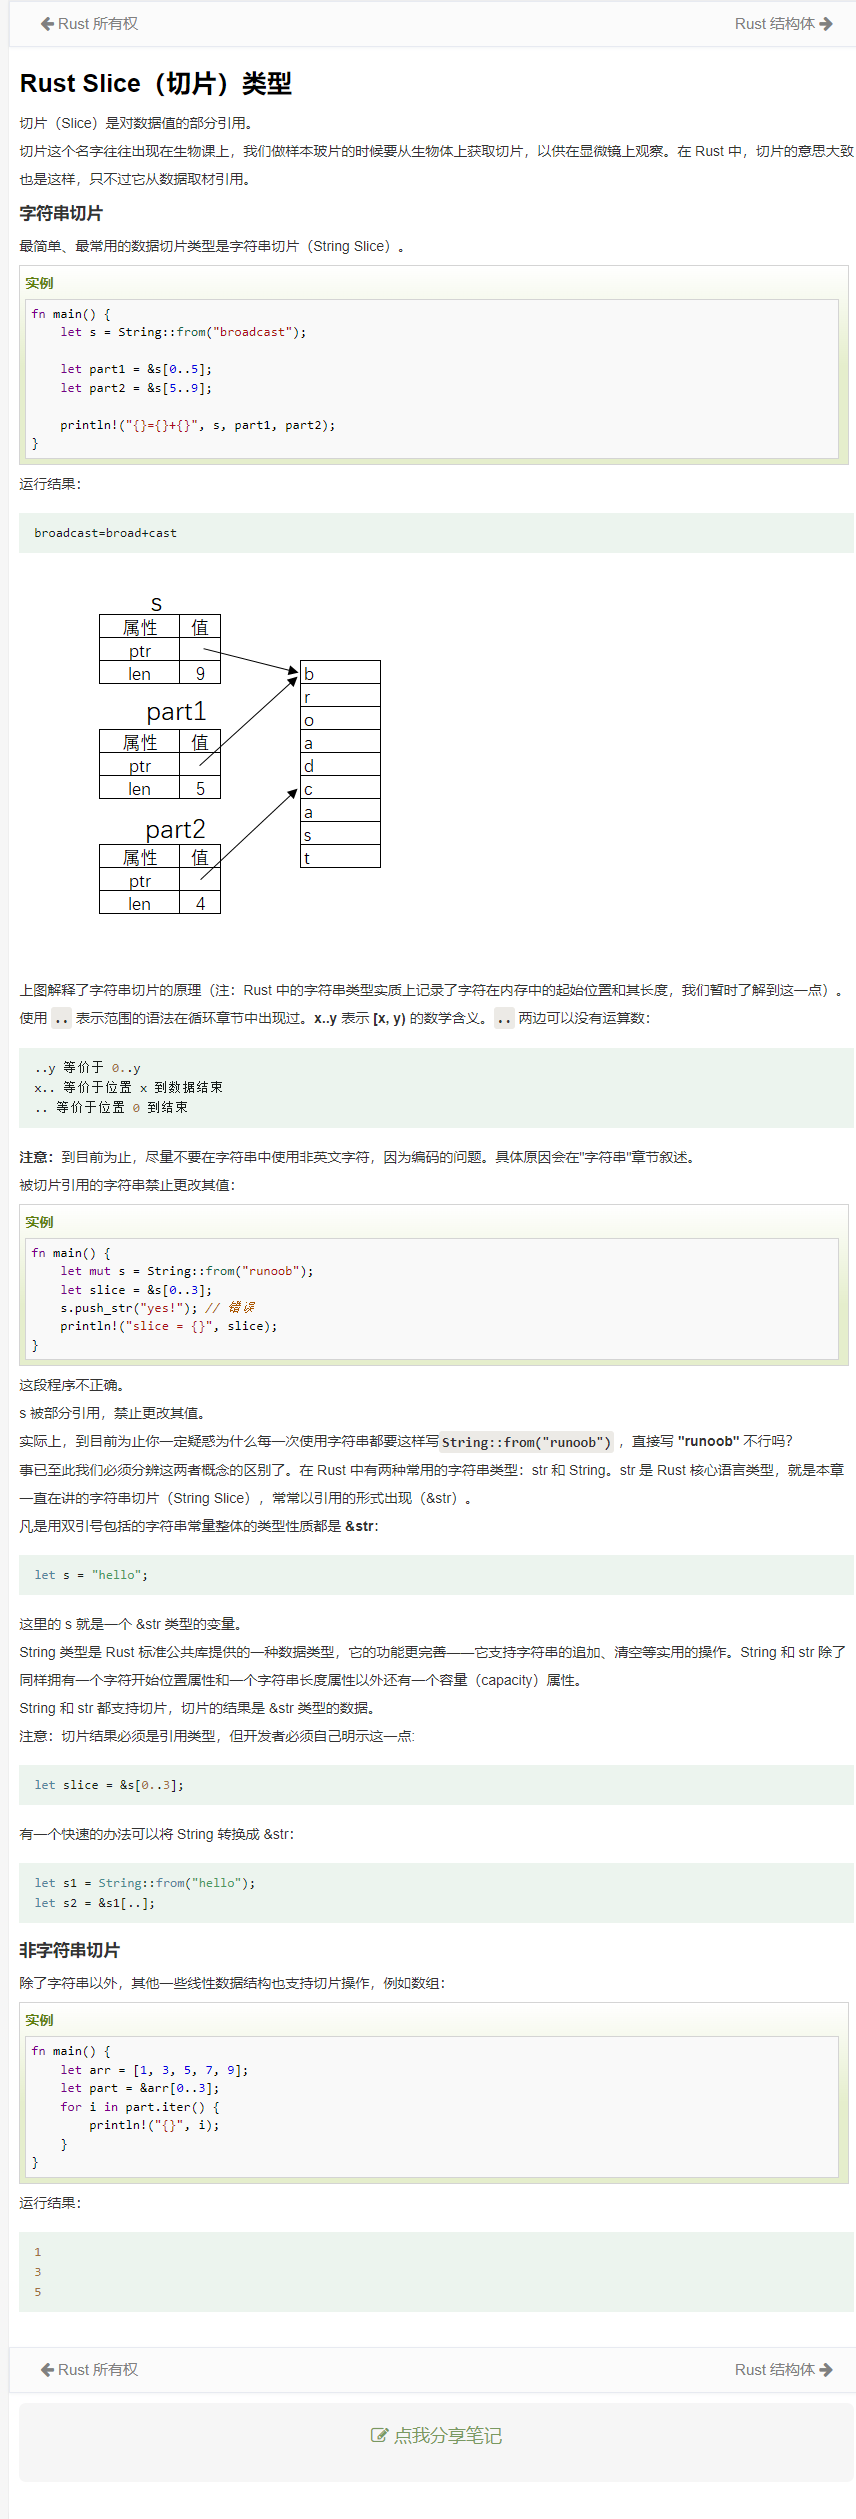 Rust 所有权
Rust 结构体
Rust Slice（切片）类型
切片（Slice）是对数据值的部分引用。
切片这个名字往往出现在生物课上，我们做样本玻片的时候要从生物体上获取切片，以供在显微镜上观察。在 Rust 中，切片的意思大致
也是这样，只不过它从数据取材引用。
字符串切片
最简单、最常用的数据切片类型是字符串切片（String Slice）。
实例
fn main() {
    let s = String::from("broadcast");
    let part1 = &s[0..5];
    let part2 = &s[5..9];
    println!("{}={}+{}", s, part1, part2);
}
运行结果：
broadcast=broad+cast
s
属性 值
ptr
len 9
part1
属性 值
ptr
len 5
part2
属性 值
ptr
len 4
b
r
o
a
d
c
a
s
t
上图解释了字符串切片的原理（注：Rust 中的字符串类型实质上记录了字符在内存中的起始位置和其长度，我们暂时了解到这一点）。
使用 .. 表示范围的语法在循环章节中出现过。x..y 表示 [x, y) 的数学含义。.. 两边可以没有运算数：
..y 等价于 0..y
x.. 等价于位置 x 到数据结束
.. 等价于位置 0 到结束
注意：到目前为止，尽量不要在字符串中使用非英文字符，因为编码的问题。具体原因会在"字符串"章节叙述。
被切片引用的字符串禁止更改其值：
实例
fn main() {
    let mut s = String::from("runoob");
    let slice = &s[0..3];
    s.push_str("yes!"); // 错误
    println!("slice = {}", slice);
}
这段程序不正确。
s 被部分引用，禁止更改其值。
实际上，到目前为止你一定疑惑为什么每一次使用字符串都要这样写String::from("runoob") ，直接写 "runoob" 不行吗？
事已至此我们必须分辨这两者概念的区别了。在 Rust 中有两种常用的字符串类型：str 和 String。str 是 Rust 核心语言类型，就是本章
一直在讲的字符串切片（String Slice），常常以引用的形式出现（&str）。
凡是用双引号包括的字符串常量整体的类型性质都是 &str：
let s = "hello";
这里的 s 就是一个 &str 类型的变量。
String 类型是 Rust 标准公共库提供的一种数据类型，它的功能更完善——它支持字符串的追加、清空等实用的操作。String 和 str 除了
同样拥有一个字符开始位置属性和一个字符串长度属性以外还有一个容量（capacity）属性。
String 和 str 都支持切片，切片的结果是 &str 类型的数据。
注意：切片结果必须是引用类型，但开发者必须自己明示这一点:
let slice = &s[0..3];
有一个快速的办法可以将 String 转换成 &str：
let s1 = String::from("hello");
let s2 = &s1[..];
非字符串切片
除了字符串以外，其他一些线性数据结构也支持切片操作，例如数组：
实例
fn main() {
    let arr = [1, 3, 5, 7, 9];
    let part = &arr[0..3];
    for i in part.iter() {
        println!("{}", i);
    }
}
运行结果：
1
3
5
Rust 所有权
Rust 结构体
点我分享笔记